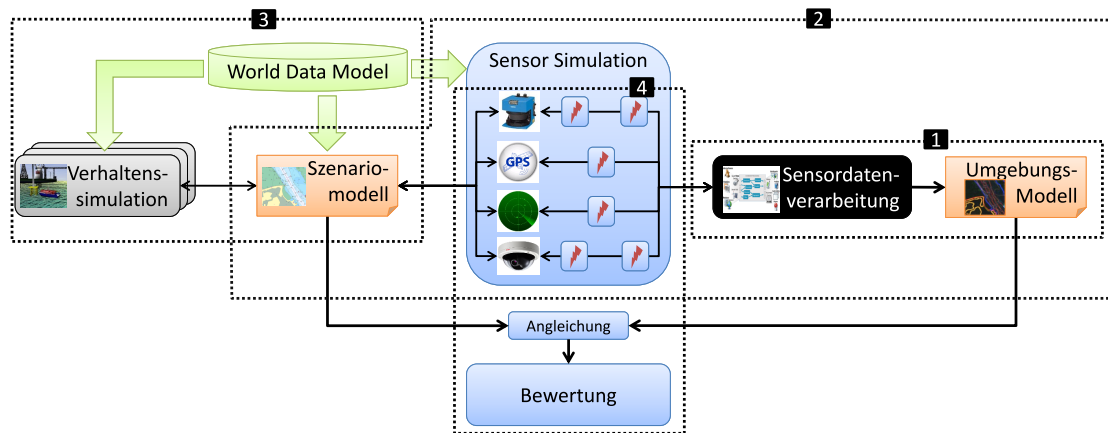 3
2
World Data Model
Sensor Simulation
4
1
GPS
Verhaltens-
simulation
Szenario-
modell
Sensordaten-
verarbeitung
Umgebungs-
Modell
Angleichung
Bewertung